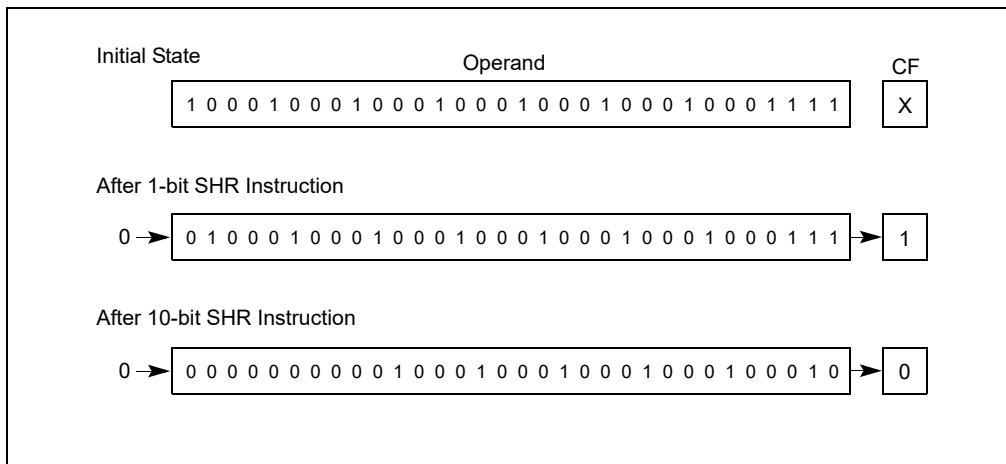 Initial State
Operand
CF
1 0 0 0 1 0 0 0 1 0 0 0 1 0 0 0 1 0 0 0 1 0 0 0 1 0 0 0 1 1 1 1
X
After 1-bit SHR Instruction
0
0 1 0 0 0 1 0 0 0 1 0 0 0 1 0 0 0 1 0 0 0 1 0 0 0 1 0 0 0 1 1 1
1
After 10-bit SHR Instruction
0
0 0 0 0 0 0 0 0 0 0 1 0 0 0 1 0 0 0 1 0 0 0 1 0 0 0 1 0 0 0 1 0
0